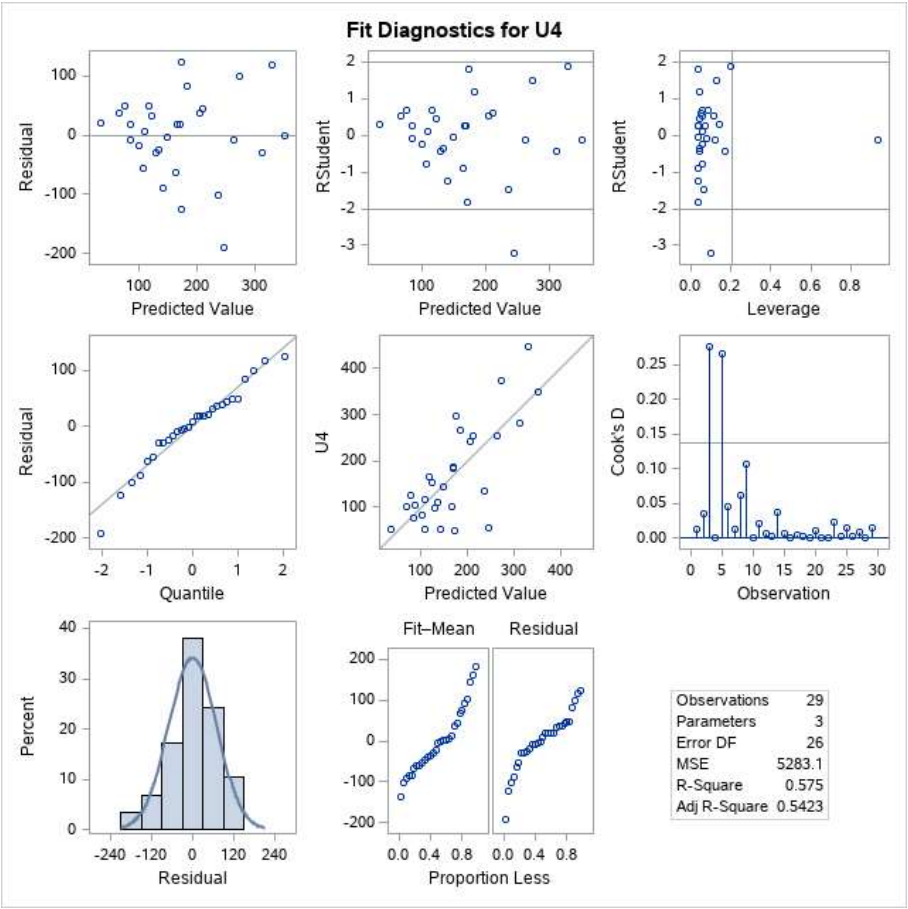 Fit Diagnostics for U4
Residual
100
0
-100
-200
100 200 300
Predicted Value
RStudent
2
1
0
-1
-2
-3
100 200 300
Predicted Value
RStudent
2
1
0
-1
-2
-3
0.0 0.2 0.4 0.6 0.8
Leverage
Residual
100
0
-100
-200
-2 -1 0 1 2
Quantile
U4
400
300
200
100
100 200 300 400
Predicted Value
Cook's D
0.25
0.20
0.15
0.10
0.05
0.00
0 5 10 15 20 25 30
Observation
Percent
40
30
20
10
0
-240 -120 0 120 240
Residual
Fit–Mean Residual
200
100
0
-100
-200
0.0 0.4 0.8 0.0 0.4 0.8
Proportion Less
Observations 29
Parameters 3
Error DF 26
MSE 5283.1
R-Square 0.575
Adj R-Square 0.5423